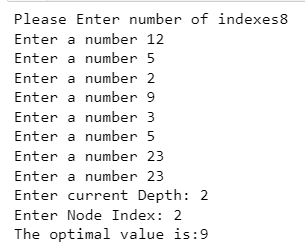 Please Enter number of indexes8
Enter a number 12
Enter a number 5
Enter a number 2
Enter a number 9
Enter a number 3
Enter a number 5
Enter a number 23
Enter a number 23
Enter current Depth: 2
Enter Node Index: 2
The optimal value is:9